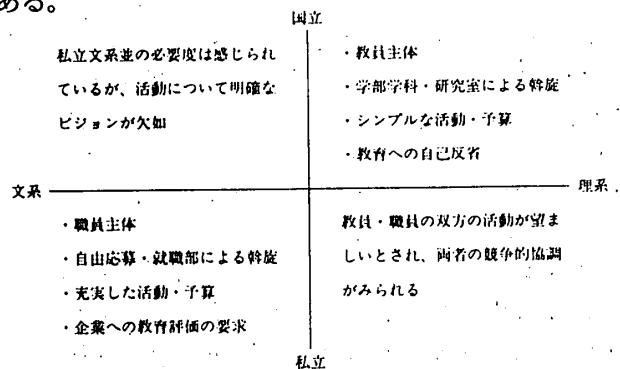 ある。
国立
私立文系並の必要度は感じられ
ているが、活動について明確な
ビジョンが欠如
・教員主体
・学部学科・研究室による斡旋
・シンプルな活動・予算
・教育への自己反省
文系
理系
・職員主体
・自由応募・就職部による斡旋
・充実した活動・予算
・企業への教育評価の要求
教員・職員の双方の活動が望ま
しいとされ、両者の競争的協調
がみられる
私立